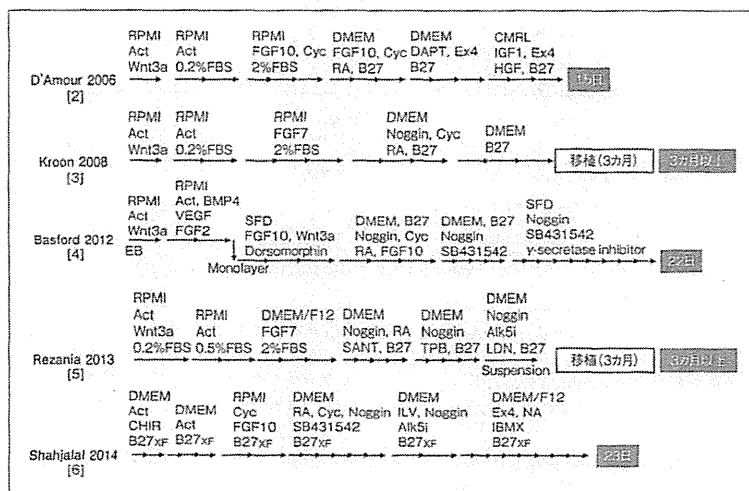 RPMI
Act
Wnt3a
RPMI
Act
0.2%FBS
RPMI
FGF10, Cyc
2%FBS
DMEM
FGF10, Cyc
RA, B27
DMEM
DAPT, Ex4
B27
CMRL
IGF1, Ex4
HGF, B27
D'Amour 2006
[2]
15日
RPMI
Act
Wnt3a
RPMI
Act
0.2%FBS
RPMI
FGF7
2%FBS
DMEM
Noggin, Cyc
RA, B27
DMEM
B27
Kroon 2008
[3]
移植(3カ月)
3カ月以上
RPMI
Act
Wnt3a
EB
RPMI
Act, BMP4
VEGF
FGF2
Monolayer
SFD
FGF10, Wnt3a
Dorsomorphin
DMEM, B27
Noggin, Cyc
RA, FGF10
DMEM, B27
Noggin
SB431542
SFD
Noggin
SB431542
γ-secretase inhibitor
Basford 2012
[4]
RPMI
Act
Wnt3a
0.2%FBS
RPMI
Act
0.5%FBS
DMEM/F12
FGF7
2%FBS
DMEM
Noggin, RA
SANT, B27
DMEM
Noggin
TPB, B27
DMEM
Noggin
Alk5i
LDN, B27
Suspension
Rezania 2013
[5]
移植(3カ月)
3カ月以上
DMEM
Act
CHIR
B27xF
DMEM
Act
B27xF
RPMI
Cyc
FGF10
B27xF
DMEM
RA, Cyc, Noggin
SB431542
B27xF
DMEM
ILV, Noggin
Alk5i
B27xF
DMEM/F12
Ex4, NA
IBMX
B27xF
Shahjalal 2014
[6]
23日